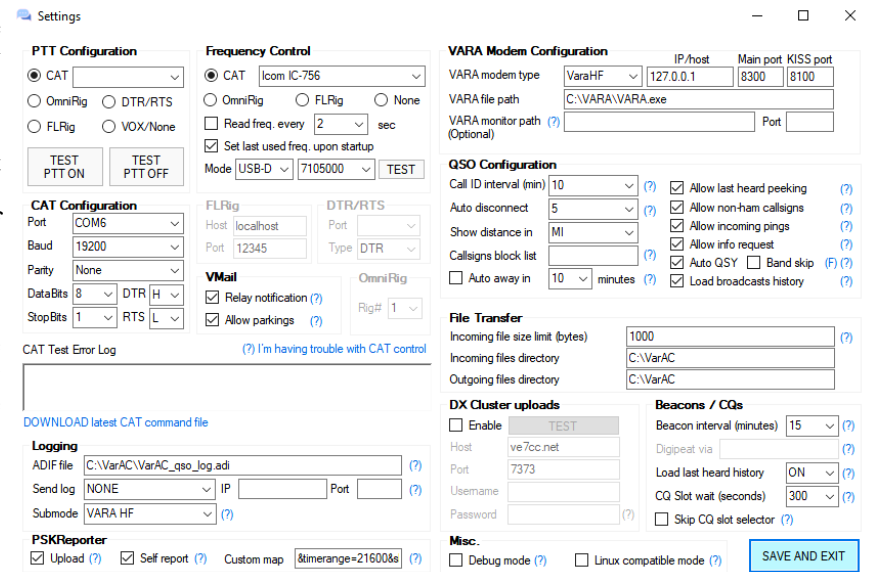 Settings
PTT Configuration
CAT
OmniRig DTR/RTS
FLRig VOX/None
TEST PTT ON
TEST PTT OFF
Frequency Control
CAT Icom IC-756
OmniRig FLRig None
Read freq. every 2 sec
Set last used freq. upon startup
Mode USB-D 7105000 TEST
CAT Configuration
Port COM6
Baud 19200
Parity None
DataBits 8 DTR H
StopBits 1 RTS L
FLRig
Host localhost
Port 12345
DTR/RTS
Port
Type DTR
VMail
Relay notification (?)
Allow parkings (?)
OmniRig
Rig# 1
CAT Test Error Log (?) I'm having trouble with CAT control
DOWNLOAD latest CAT command file
Logging
ADIF file C:\VarAC\VarAC_qso_log.adi (?)
Send log NONE IP Port (?)
Submode VARA HF (?)
PSKReporter
Upload (?) Self report (?) Custom map &timerange=21600&s (?)
VARA Modem Configuration
IP/host Main port KISS port
VARA modem type VaraHF 127.0.0.1 8300 8100
VARA file path C:\VARA\VARA.exe
VARA monitor path (?) Port
(Optional)
QSO Configuration
Call ID interval (min) 10 (?)
Auto disconnect 5 (?)
Show distance in MI
Callsigns block list (?)
Auto away in 10 minutes (?)
Allow last heard peeking (?)
Allow non-ham callsigns (?)
Allow incoming pings (?)
Allow info request (?)
Auto QSY Band skip (F) (?)
Load broadcasts history (?)
File Transfer
Incoming file size limit (bytes) 1000 (?)
Incoming files directory C:\VarAC
Outgoing files directory C:\VarAC
DX Cluster uploads
Enable TEST
Host ve7cc.net
Port 7373
Username
Password (?)
Beacons / CQs
Beacon interval (minutes) 15 (?)
Digipeat via (?)
Load last heard history ON (?)
CQ Slot wait (seconds) 300 (?)
Skip CQ slot selector (?)
Misc.
Debug mode (?) Linux compatible mode (?)
SAVE AND EXIT